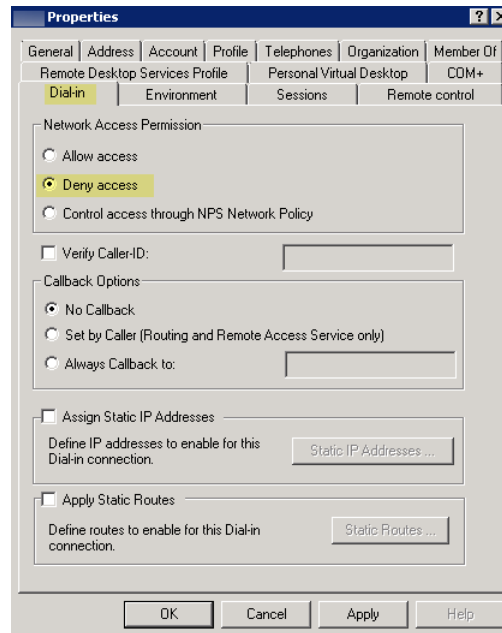 Properties
General Address Account Profile Telephones Organization Member Of
Remote Desktop Services Profile Personal Virtual Desktop COM+
Dial-in Environment Sessions Remote control
Network Access Permission
Allow access
Deny access
Control access through NPS Network Policy
Verify Caller-ID:
Callback Options
No Callback
Set by Caller (Routing and Remote Access Service only)
Always Callback to:
Assign Static IP Addresses
Define IP addresses to enable for this
Dial-in connection.
Static IP Addresses ...
Apply Static Routes
Define routes to enable for this Dial-in
connection.
Static Routes ...
OK Cancel Apply Help